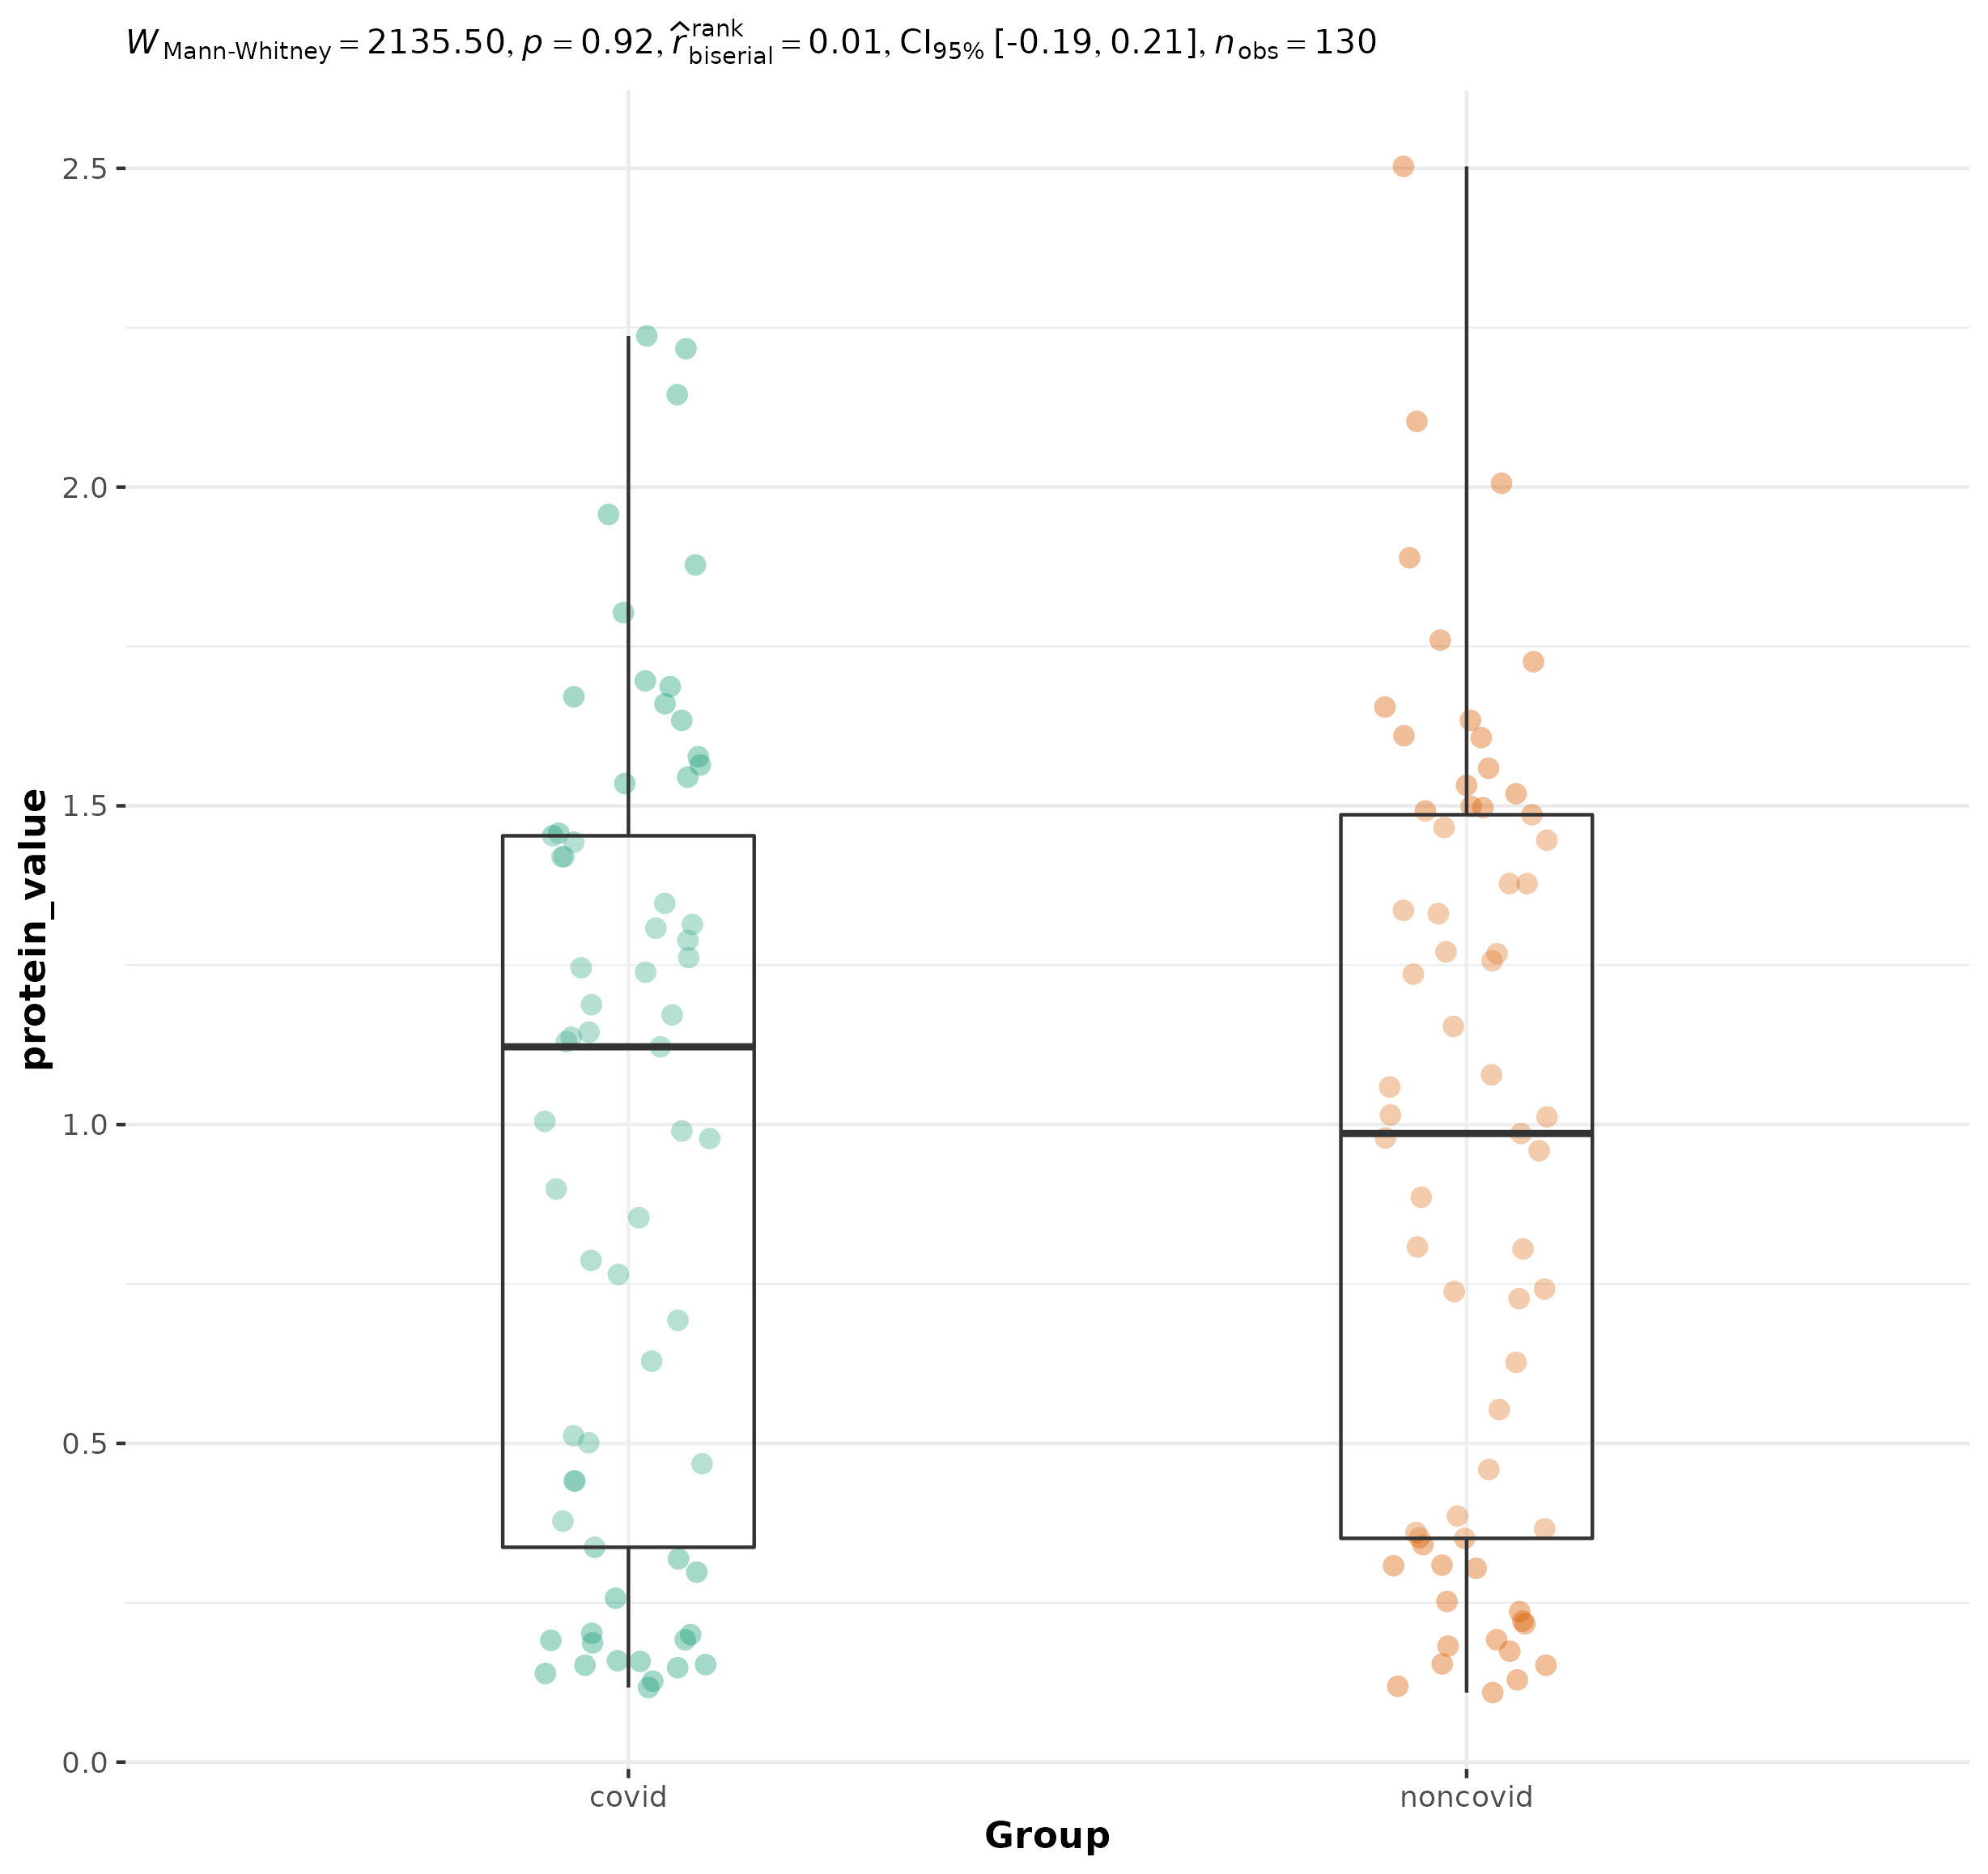 W Mann-Whitney = 2135.50, p = 0.92, r̂ rank biserial = 0.01, CI95% [-0.19, 0.21], n obs = 130
2.5
2.0
1.5
1.0
0.5
0.0
protein_value
covid noncovid
Group